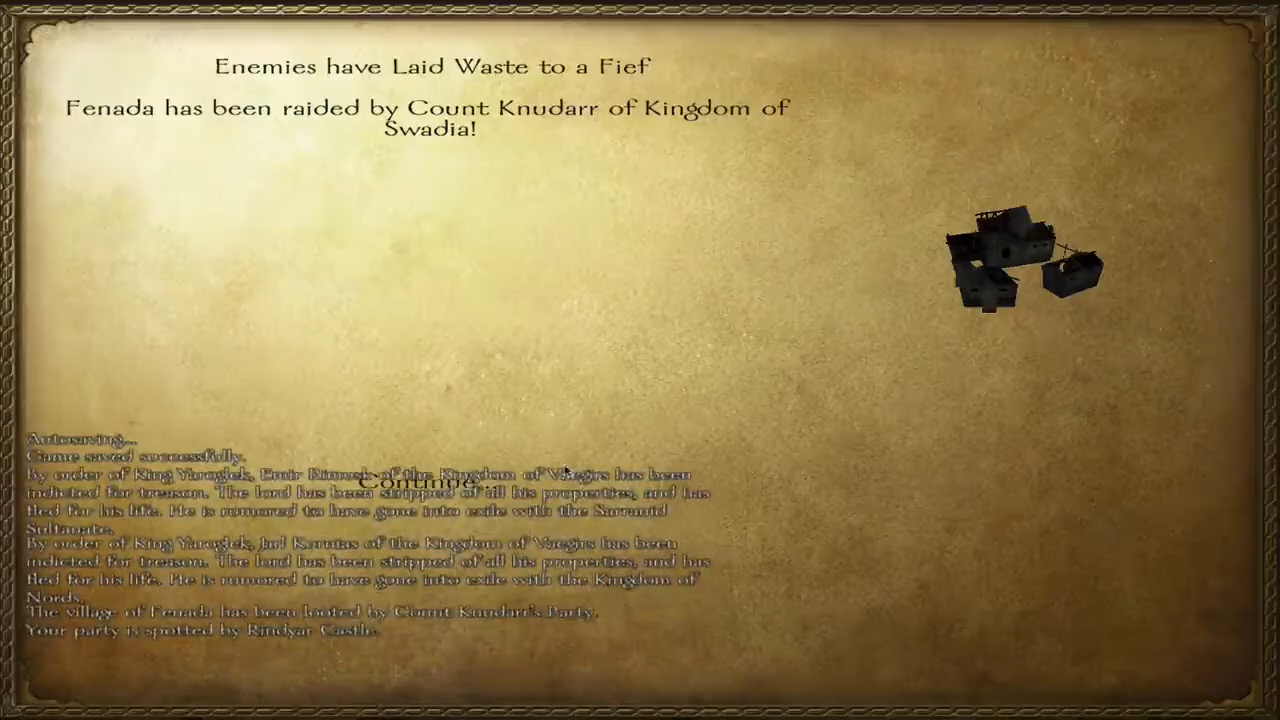 Enemies have Laid Waste to a Fief
Fenada has been raided by Count Knudarr of Kingdom of
Swadia!
Autosaving...
Game saved successfully.
By order of King Yaroglek, Emir Rimusk of the Kingdom of Vaegirs has been
Continue...
indicted for treason. The lord has been stripped of all his properties, and has
fled for his life. He is rumored to have gone into exile with the Sarranid
Sultanate.
By order of King Yaroglek, Jarl Kurnias of the Kingdom of Vaegirs has been
indicted for treason. The lord has been stripped of all his properties, and has
fled for his life. He is rumored to have gone into exile with the Kingdom of
Nords.
The village of Fenada has been looted by Count Knudarr's Party.
Your party is spotted by Rindyar Castle.